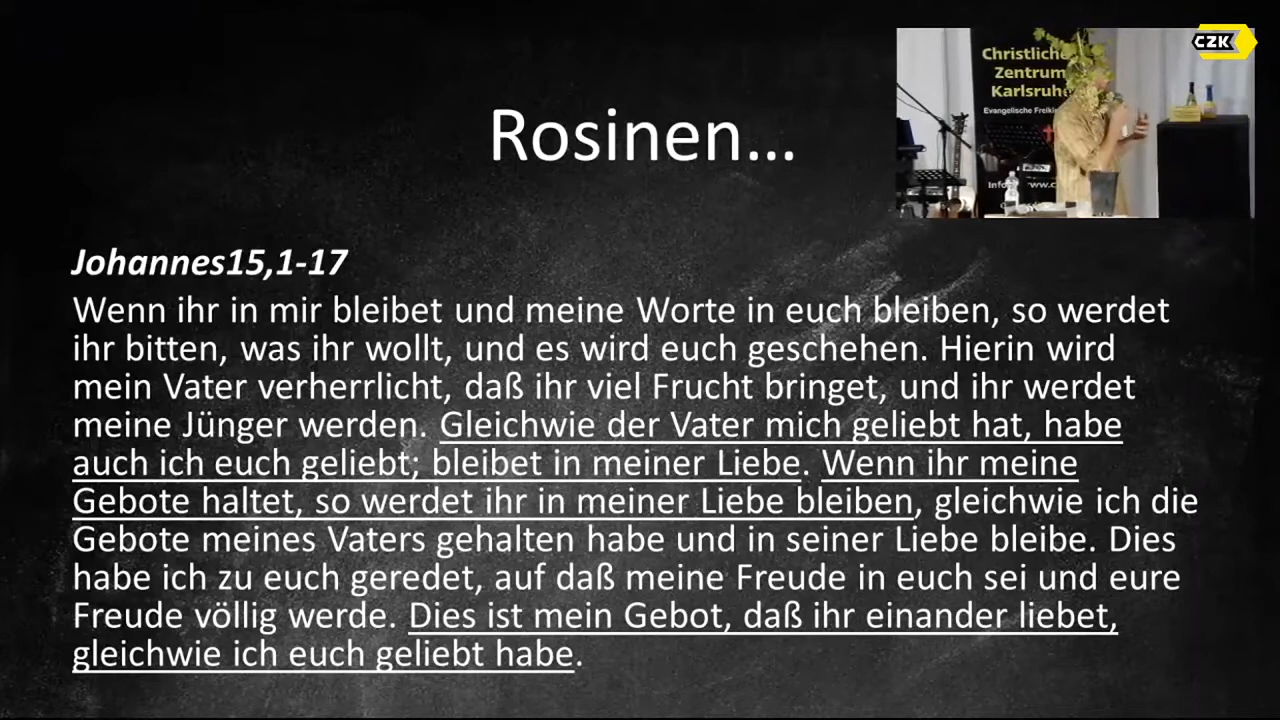 CZK
Christliche
Zentrum
Karlsruhe
Evangelische
Rosinen...
Johannes15,1-17
Wenn ihr in mir bleibet und meine Worte in euch bleiben, so werdet
ihr bitten, was ihr wollt, und es wird euch geschehen. Hierin wird
mein Vater verherrlicht, daß ihr viel Frucht bringet, und ihr werdet
meine Jünger werden. Gleichwie der Vater mich geliebt hat, habe
auch ich euch geliebt; bleibet in meiner Liebe. Wenn ihr meine
Gebote haltet, so werdet ihr in meiner Liebe bleiben, gleichwie ich die
Gebote meines Vaters gehalten habe und in seiner Liebe bleibe. Dies
habe ich zu euch geredet, auf daß meine Freude in euch sei und eure
Freude völlig werde. Dies ist mein Gebot, daß ihr einander liebet,
gleichwie ich euch geliebt habe.